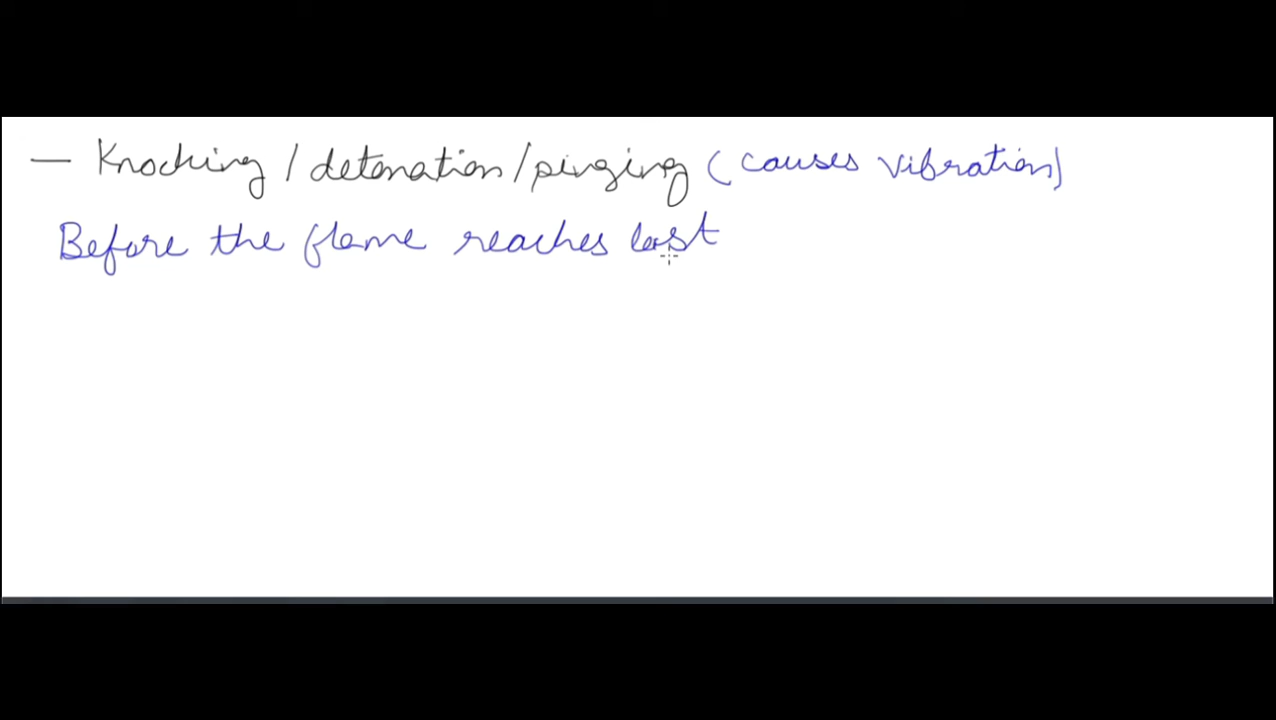 — Knocking / detonation / pinging (causes vibration)
Before the flame reaches last